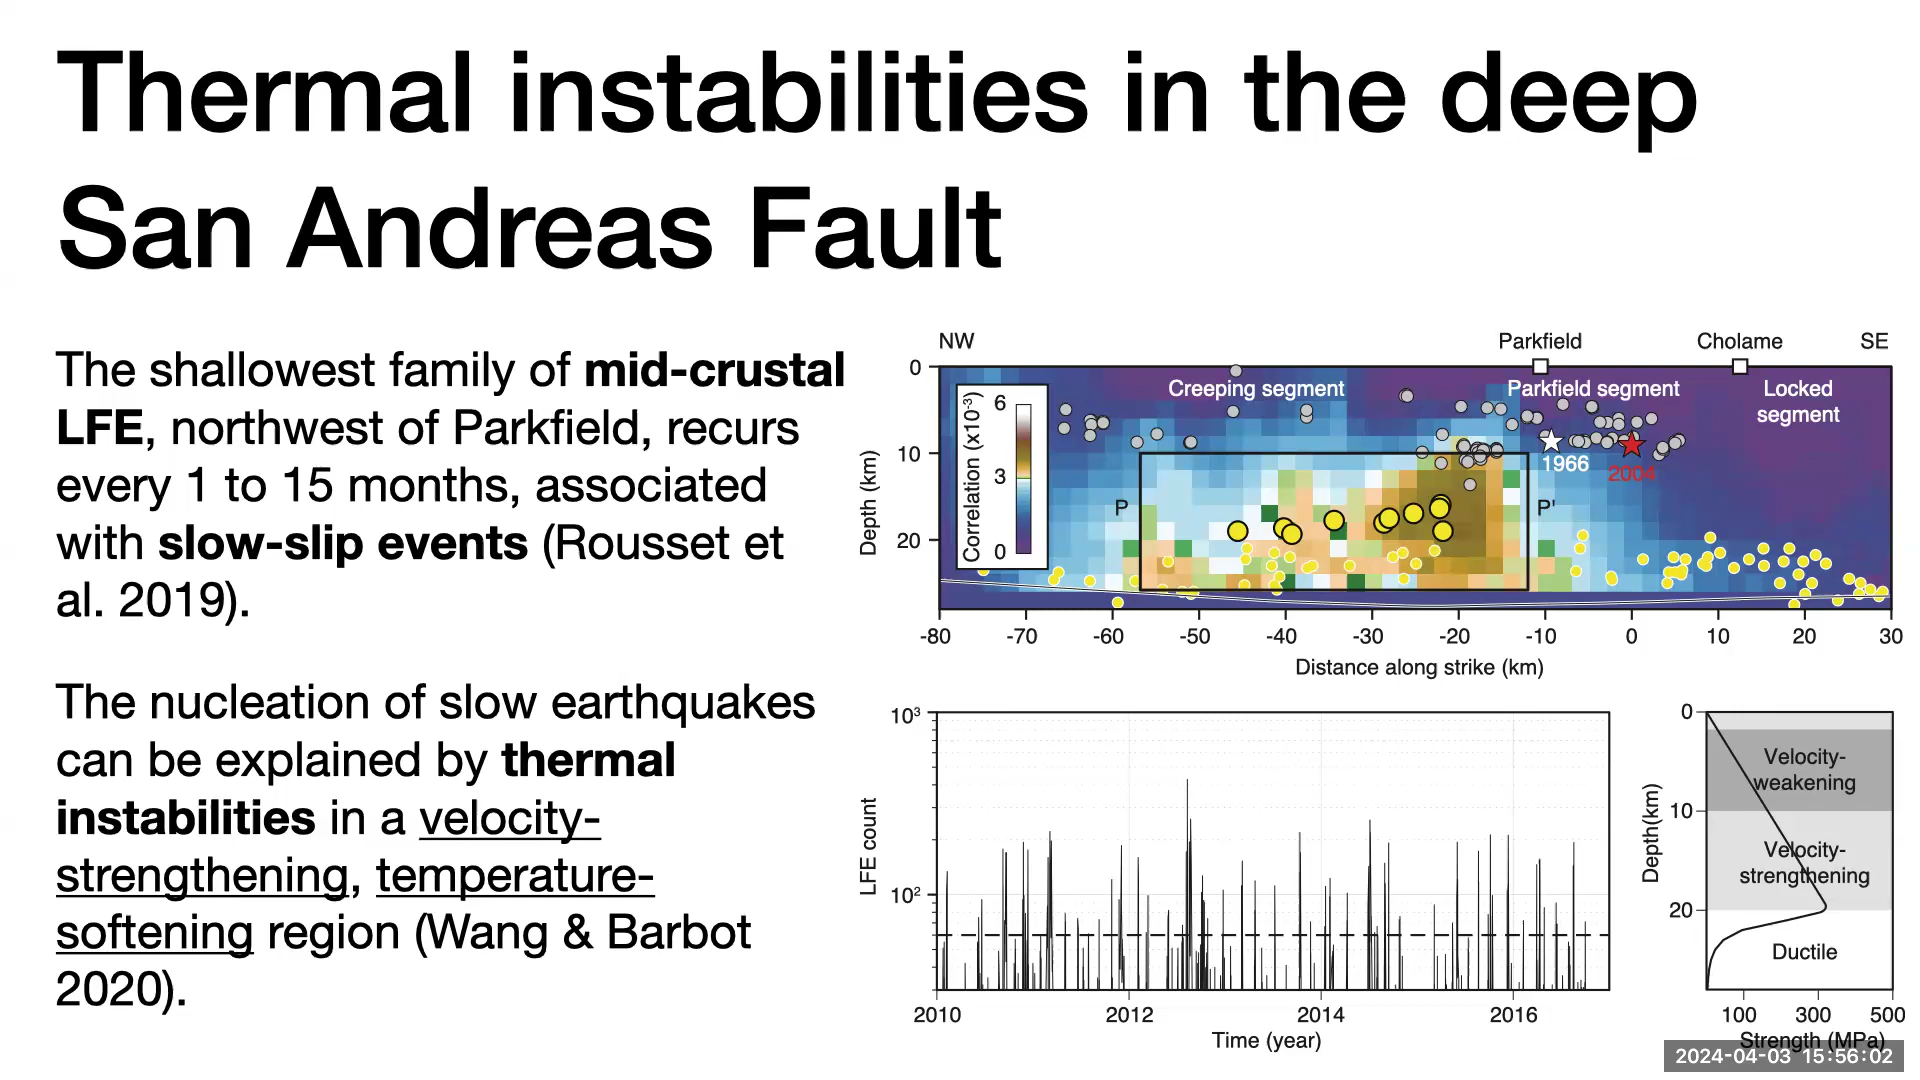 Thermal instabilities in the deep
San Andreas Fault
The shallowest family of mid-crustal
LFE, northwest of Parkfield, recurs
every 1 to 15 months, associated
with slow-slip events (Rousset et
al. 2019).
The nucleation of slow earthquakes
can be explained by thermal
instabilities in a velocity-
strengthening, temperature-
softening region (Wang & Barbot
2020).
NW
Parkfield
Cholame
SE
Creeping segment
Parkfield segment
Locked
segment
Correlation (x10-3)
6
3
0
P
P'
1966
2004
Depth (km)
0
10
20
-80 -70 -60 -50 -40 -30 -20 -10 0 10 20 30
Distance along strike (km)
10³
10²
LFE count
2010 2012 2014 2016
Time (year)
0
10
20
Depth(km)
Velocity-
weakening
Velocity-
strengthening
Ductile
100 300 500
Strength (MPa)
2024-04-03 15:56:02